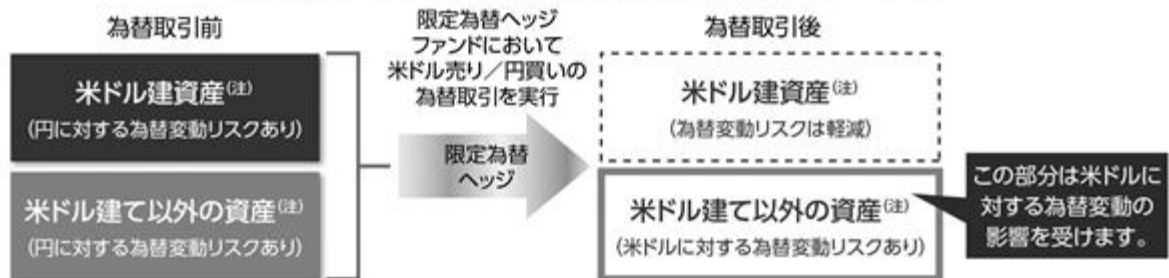 為替取引前
米ドル建資産(注)
(円に対する為替変動リスクあり)
米ドル建て以外の資産(注)
(円に対する為替変動リスクあり)
限定為替ヘッジ
ファンドにおいて
米ドル売り/円買いの
為替取引を実行
限定為替
ヘッジ
為替取引後
米ドル建資産(注)
(為替変動リスクは軽減)
米ドル建て以外の資産(注)
(米ドルに対する為替変動リスクあり)
この部分は米ドルに
対する為替変動の
影響を受けます。